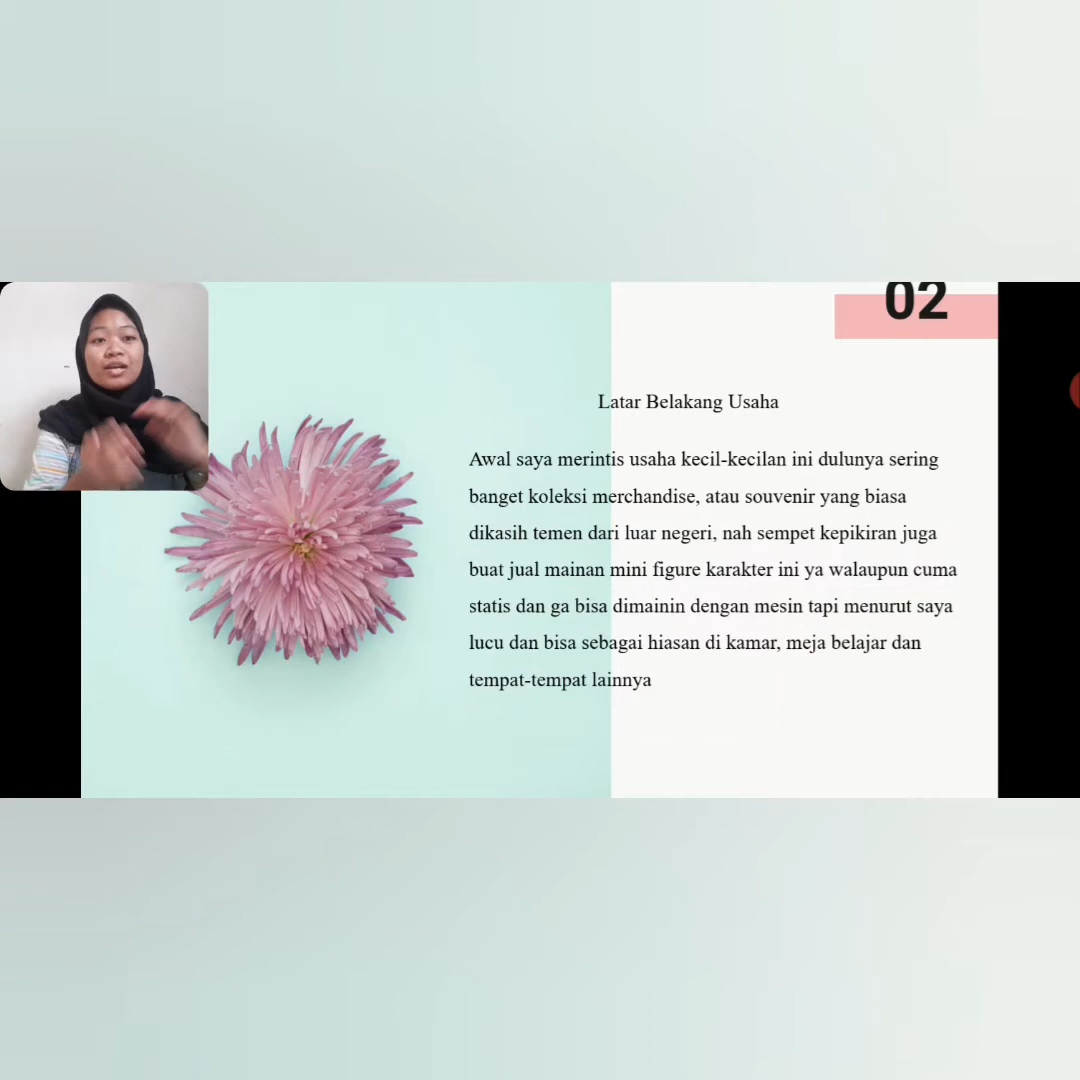 02
Latar Belakang Usaha
Awal saya merintis usaha kecil-kecilan ini dulunya sering
banget koleksi merchandise, atau souvenir yang biasa
dikasih temen dari luar negeri, nah sempet kepikiran juga
buat jual mainan mini figure karakter ini ya walaupun cuma
statis dan ga bisa dimainin dengan mesin tapi menurut saya
lucu dan bisa sebagai hiasan di kamar, meja belajar dan
tempat-tempat lainnya